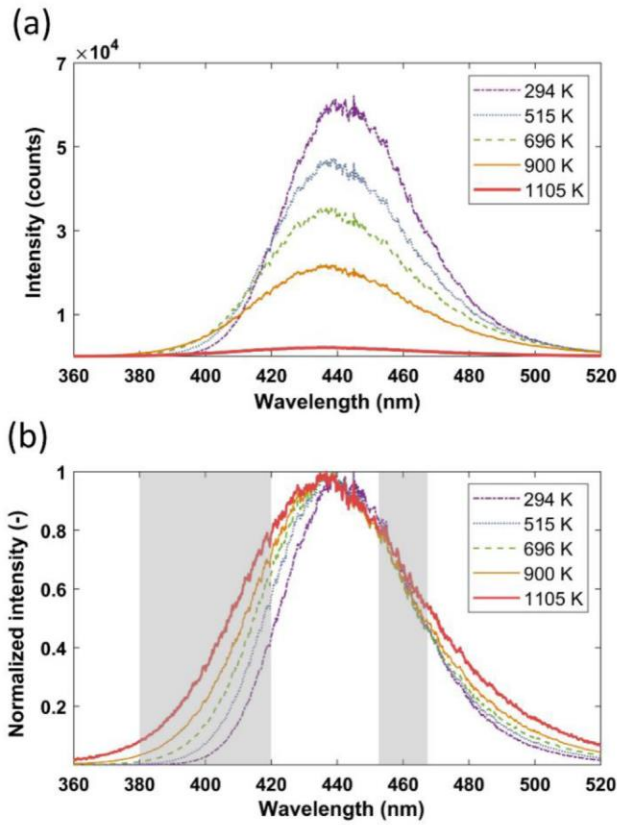 (a)
×10⁴
7
5
3
1
Intensity (counts)
294 K
515 K
696 K
900 K
1105 K
360 380 400 420 440 460 480 500 520
Wavelength (nm)
(b)
1
0.8
0.6
0.4
0.2
Normalized intensity (-)
294 K
515 K
696 K
900 K
1105 K
360 380 400 420 440 460 480 500 520
Wavelength (nm)